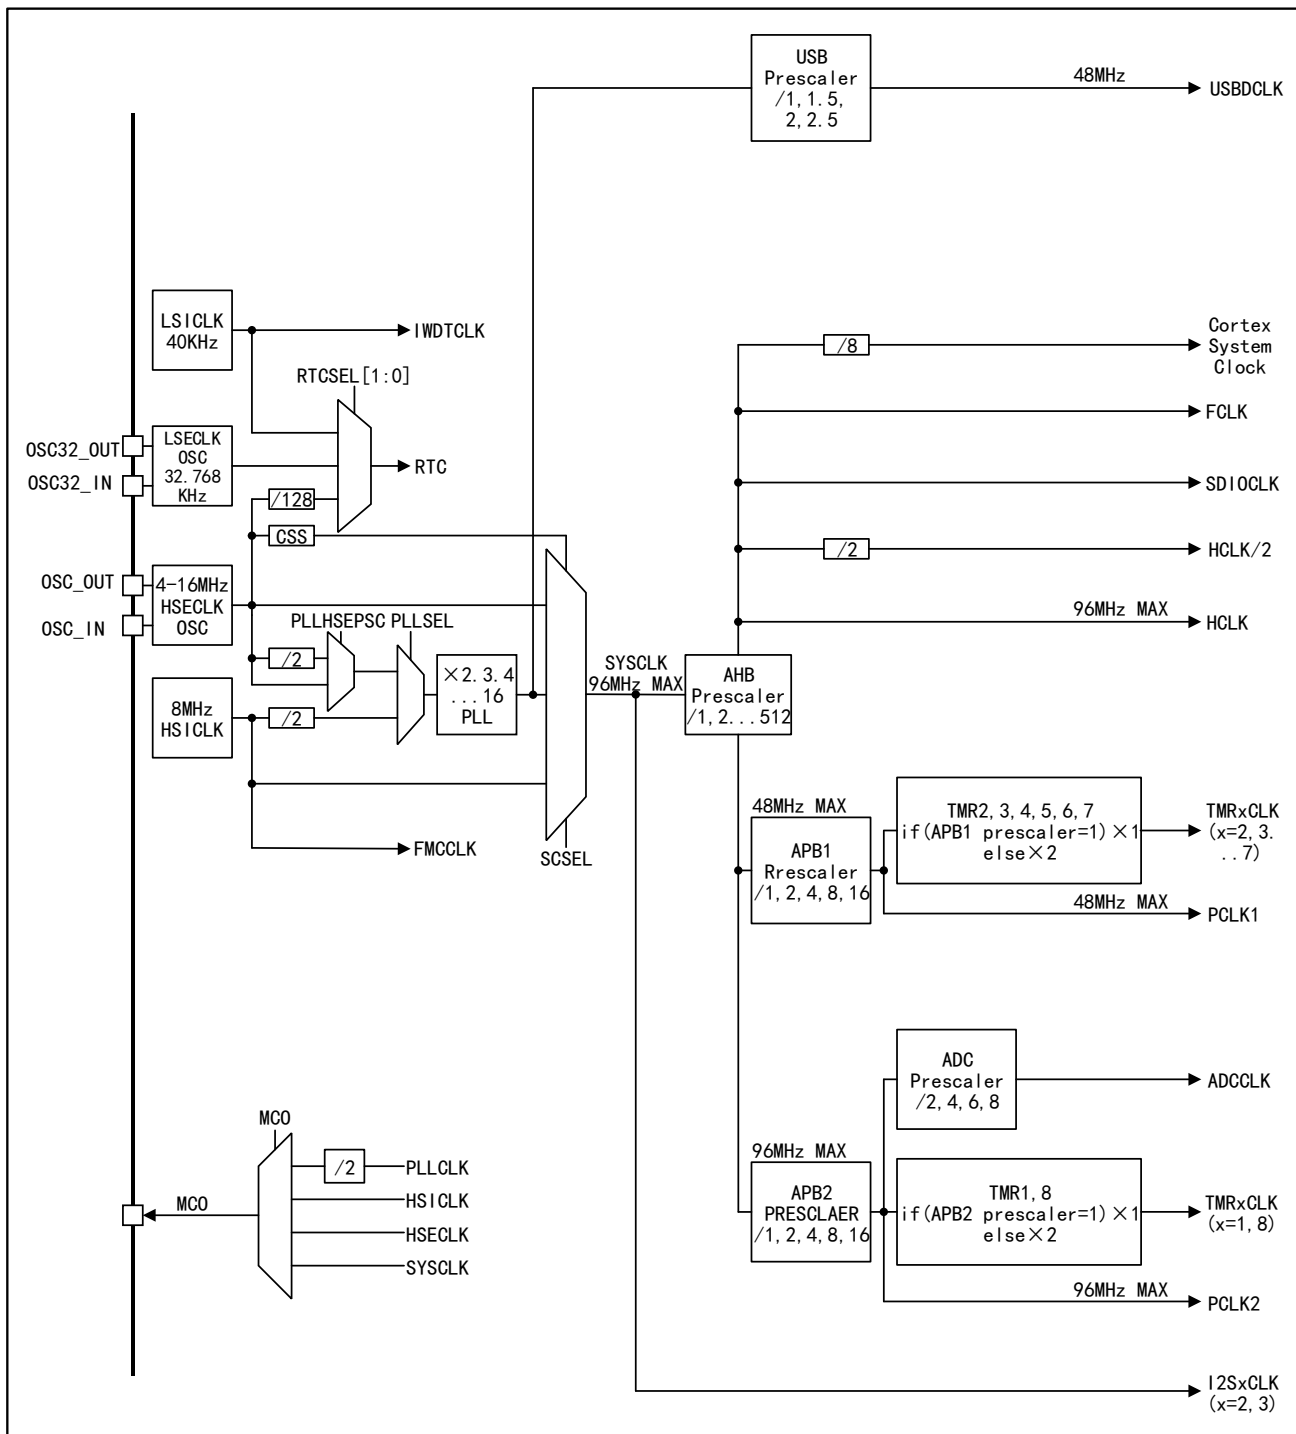 USB
Prescaler
/1,1.5,
2,2.5
48MHz
USBDCLK
LSICLK
40KHz
IWDTCLK
RTCSEL[1:0]
OSC32_OUT
OSC32_IN
LSECLK
OSC
32.768
KHz
RTC
/128
CSS
OSC_OUT
OSC_IN
4-16MHz
HSECLK
OSC
PLLHSEPSC
PLLSEL
/2
×2.3.4
...16
PLL
8MHz
HSICLK
/2
FMCCLK
SCSEL
SYSCLK
96MHz MAX
AHB
Prescaler
/1,2...512
/8
Cortex
System
Clock
FCLK
SDIOCLK
/2
HCLK/2
96MHz MAX
HCLK
48MHz MAX
APB1
Rrescaler
/1,2,4,8,16
TMR2,3,4,5,6,7
if(APB1 prescaler=1)×1
else×2
TMRxCLK
(x=2,3.
..7)
48MHz MAX
PCLK1
ADC
Prescaler
/2,4,6,8
ADCCLK
96MHz MAX
APB2
PRESCLAER
/1,2,4,8,16
TMR1,8
if(APB2 prescaler=1)×1
else×2
TMRxCLK
(x=1,8)
96MHz MAX
PCLK2
I2SxCLK
(x=2,3)
MCO
MCO
/2
PLLCLK
HSICLK
HSECLK
SYSCLK